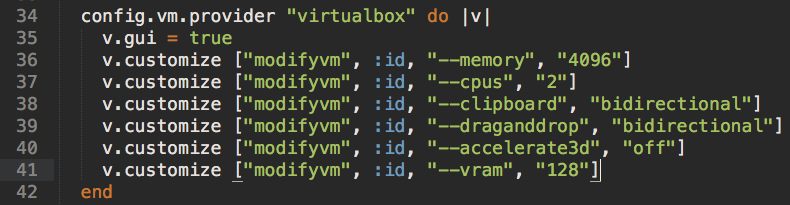 34 config.vm.provider "virtualbox" do |v|
35 v.gui = true
36 v.customize ["modifyvm", :id, "--memory", "4096"]
37 v.customize ["modifyvm", :id, "--cpus", "2"]
38 v.customize ["modifyvm", :id, "--clipboard", "bidirectional"]
39 v.customize ["modifyvm", :id, "--draganddrop", "bidirectional"]
40 v.customize ["modifyvm", :id, "--accelerate3d", "off"]
41 v.customize ["modifyvm", :id, "--vram", "128"]
42 end